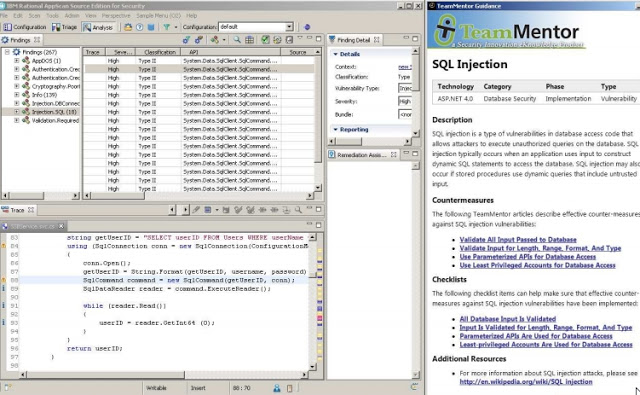 IBM Rational AppScan Source Edition for Security
File Edit Scan Tools Admin View Perspective Sample Menu (GI) Help
Configuration Triage Analysis Configuration: default
Findings
Findings (267)
AppDOS (1)
Authentication.Cred
Authentication.Cred
Cryptography.PoorE
Info (139)
Injection.DBConnec
Injection.SQL (18)
Validation.Required
Trace Seve... Classification API Source
High Type II System.Data.SqlClient.SqlCommand....
High Type II System.Data.SqlClient.SqlCommand....
High Type II System.Data.SqlClient.SqlCommand....
High Type II System.Data.SqlClient.SqlCommand....
High Type II System.Data.SqlClient.SqlCommand....
High Type II System.Data.SqlClient.SqlCommand....
High Type II System.Data.SqlClient.SqlCommand....
High Type II System.Data.SqlClient.SqlCommand....
High Type II System.Data.SqlClient.SqlCommand....
High Type II System.Data.SqlClient.SqlCommand....
High Type II System.Data.SqlClient.SqlCommand....
High Type II System.Data.SqlClient.SqlCommand....
High Type II System.Data.SqlClient.SqlCommand....
Finding Detail
Details
Context: new
Classification: Type
Vulnerability Type: Injec
Severity: High
Bundle: <nor
Reporting
Remediation Assis...
Trace
string getUserID = "SELECT userID FROM Users WHERE userName
using (SqlConnection conn = new SqlConnection(Configuration
{
conn.Open();
getUserID = String.Format(getUserID, username, password)
SqlCommand command = new SqlCommand(getUserID, conn);
SqlDataReader reader = command.ExecuteReader();
while (reader.Read())
{
userID = reader.GetInt64 (0);
}
}
return userID;
}
Writable Insert 88 : 70
TeamMentor Guidance
TeamMentor
SQL Injection
Technology Category Phase Type
ASP.NET 4.0 Database Security Implementation Vulnerability
Description
SQL injection is a type of vulnerabilities in database access code that
allows attackers to execute unauthorized queries on the database. SQL
injection typically occurs when an application uses input to construct
dynamic SQL statements to access the database. SQL injection may also
occur if stored procedures use dynamic queries that include untrusted
input.
Countermeasures
The following TeamMentor articles describe effective counter-measures
against SQL injection vulnerabilities:
Validate All Input Passed to Database
Validate Input for Length, Range, Format, And Type
Use Parameterized APIs for Database Access
Use Least Privileged Accounts for Database Access
Checklists
The following checklist items can help make sure that effective counter-
measures against SQL injection vulnerabilities have been implemented:
All Database Input Is Validated
Input Is Validated for Length, Range, Format, And Type
Parameterized APIs Are Used for Database Access
Least-privileged Accounts Are Used for Database Access
Additional Resources
For more information about SQL injection attacks, please see
http://en.wikipedia.org/wiki/SQL_injection